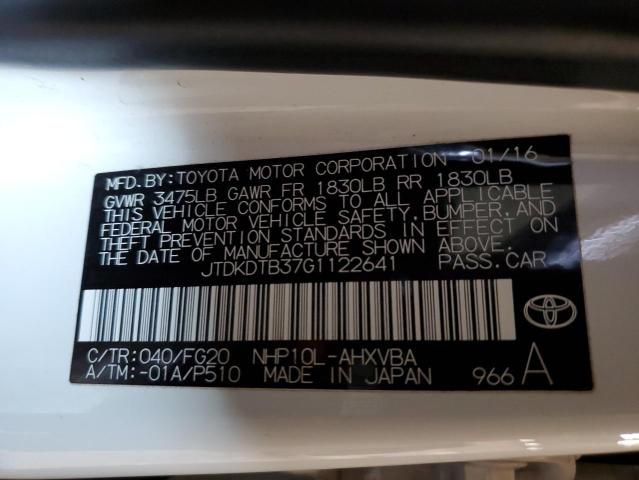 MFD. BY: TOYOTA MOTOR CORPORATION 01/16
GVWR 3475LB GAWR FR 1830LB RR 1830LB
THIS VEHICLE CONFORMS TO ALL APPLICABLE
FEDERAL MOTOR VEHICLE SAFETY, BUMPER, AND
THEFT PREVENTION STANDARDS IN EFFECT ON
THE DATE OF MANUFACTURE SHOWN ABOVE.
JTDKDTB37G1122641 PASS. CAR
C/TR: 040/FG20 NHP10L-AHXVBA
A/TM: -01A/P510 MADE IN JAPAN 966 A